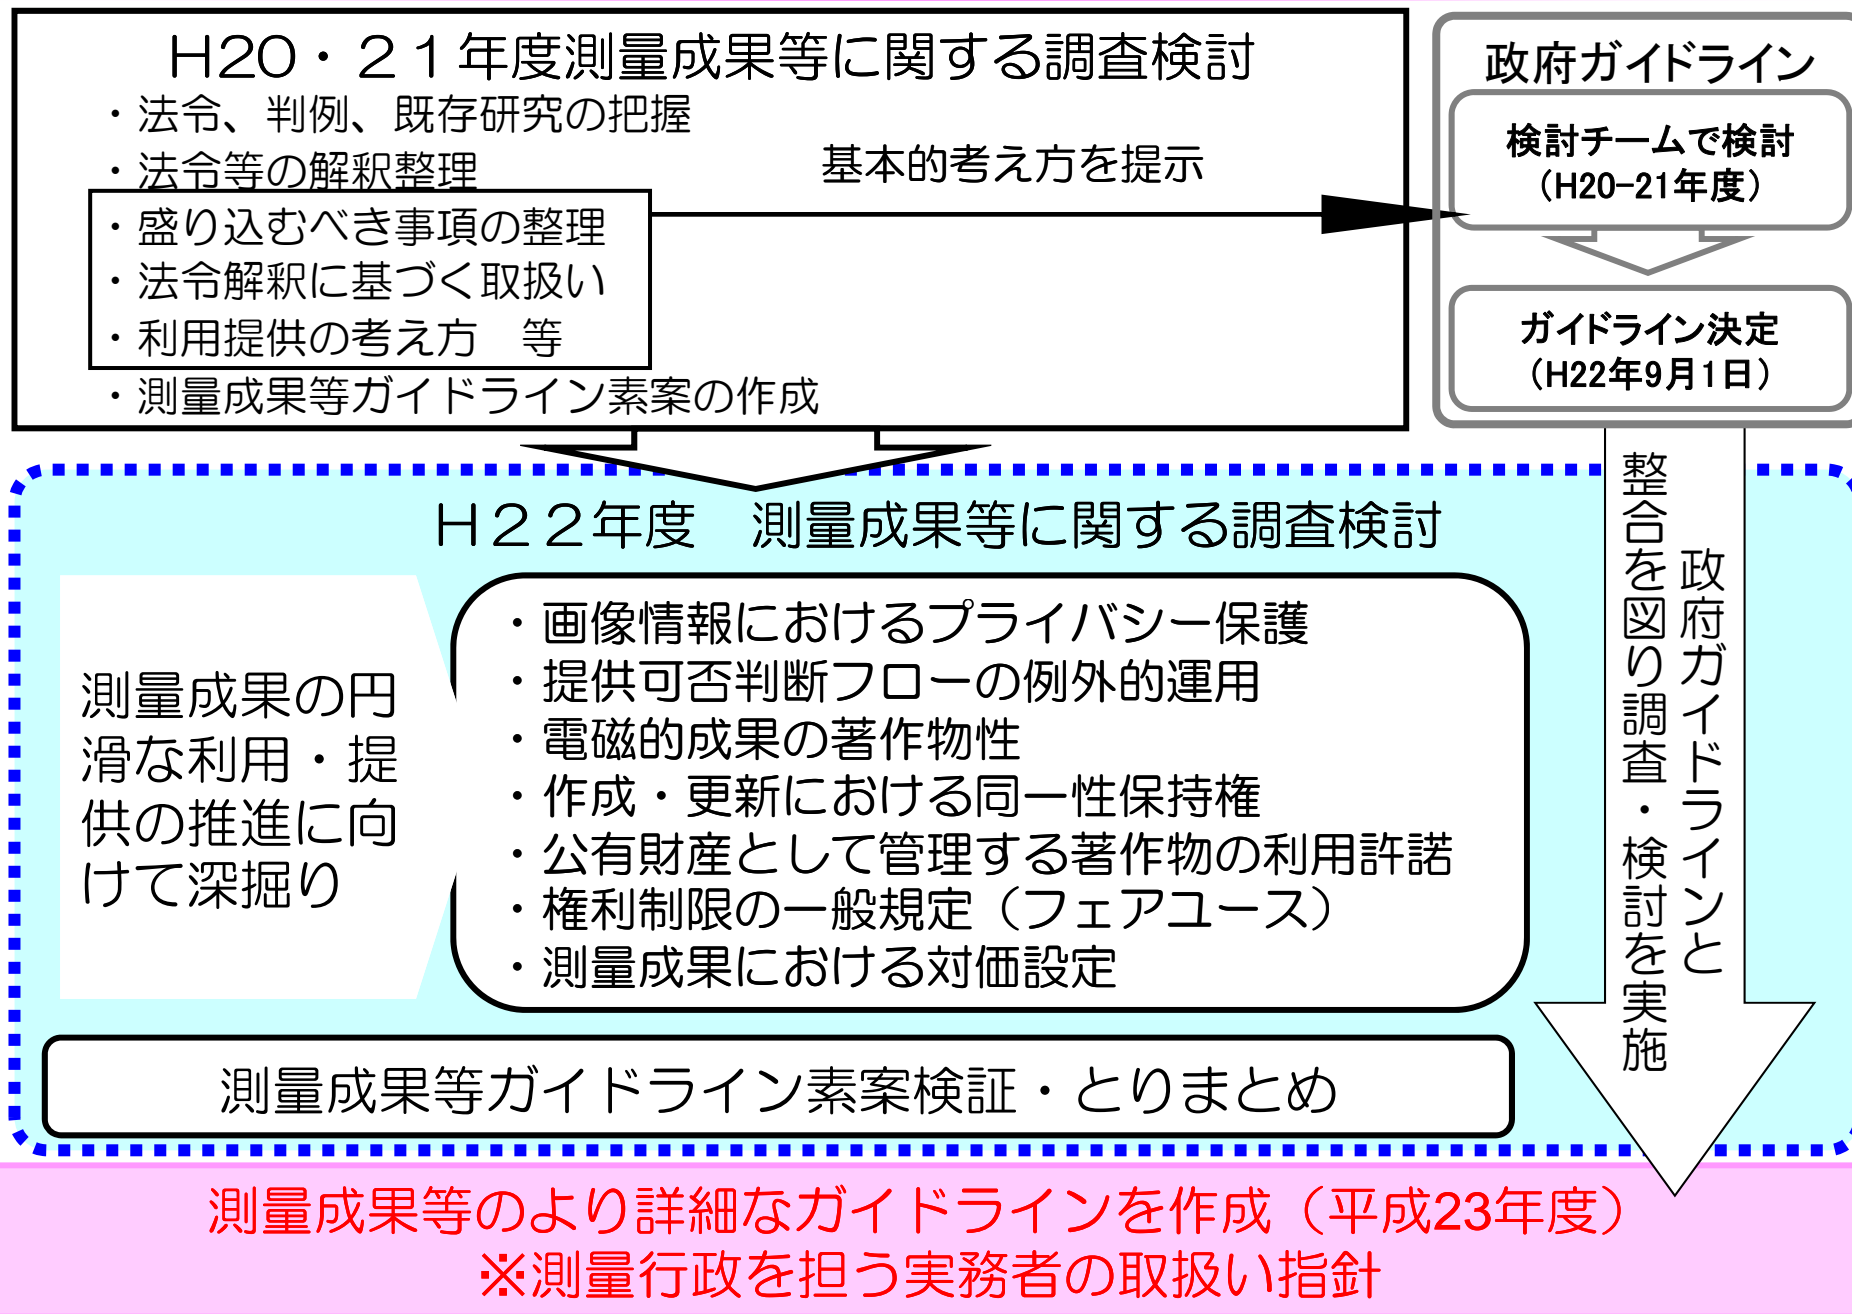 H20・２１年度測量成果等に関する調査検討
・法令、判例、既存研究の把握
・法令等の解釈整理
・盛り込むべき事項の整理
・法令解釈に基づく取扱い
・利用提供の考え方　等
・測量成果等ガイドライン素案の作成
基本的考え方を提示
政府ガイドライン
検討チームで検討
（H20-21年度）
ガイドライン決定
（H22年9月1日）
政府ガイドラインと
整合を図り調査・検討を実施
H２２年度　測量成果等に関する調査検討
測量成果の円
滑な利用・提
供の推進に向
けて深掘り
・画像情報におけるプライバシー保護
・提供可否判断フローの例外的運用
・電磁的成果の著作物性
・作成・更新における同一性保持権
・公有財産として管理する著作物の利用許諾
・権利制限の一般規定（フェアユース）
・測量成果における対価設定
測量成果等ガイドライン素案検証・とりまとめ
測量成果等のより詳細なガイドラインを作成（平成23年度）
※測量行政を担う実務者の取扱い指針